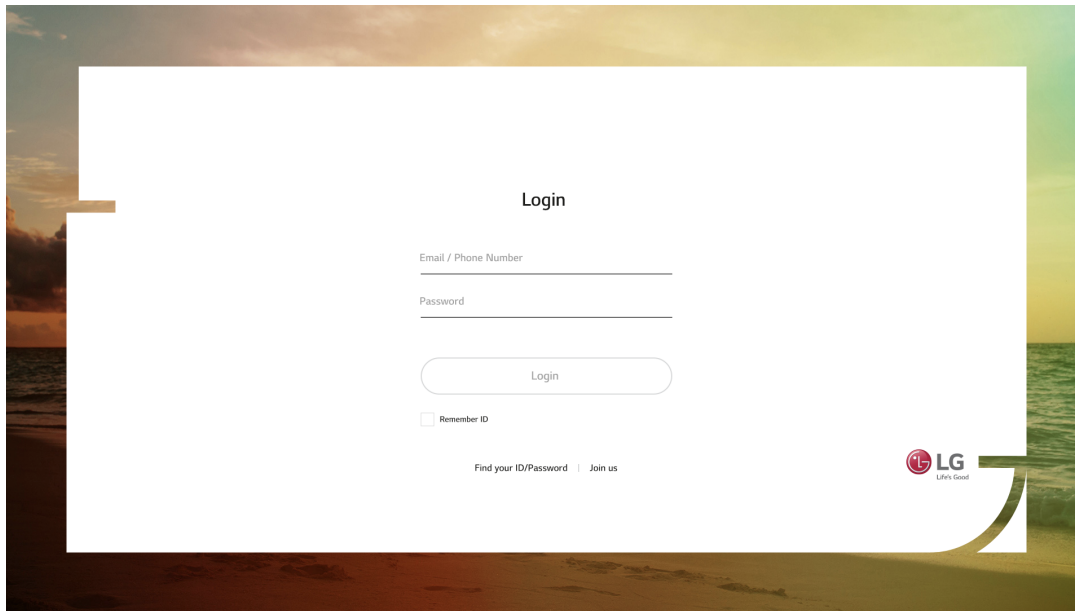 Login
Email / Phone Number
Password
Login
Remember ID
Find your ID/Password | Join us
LG
Life's Good